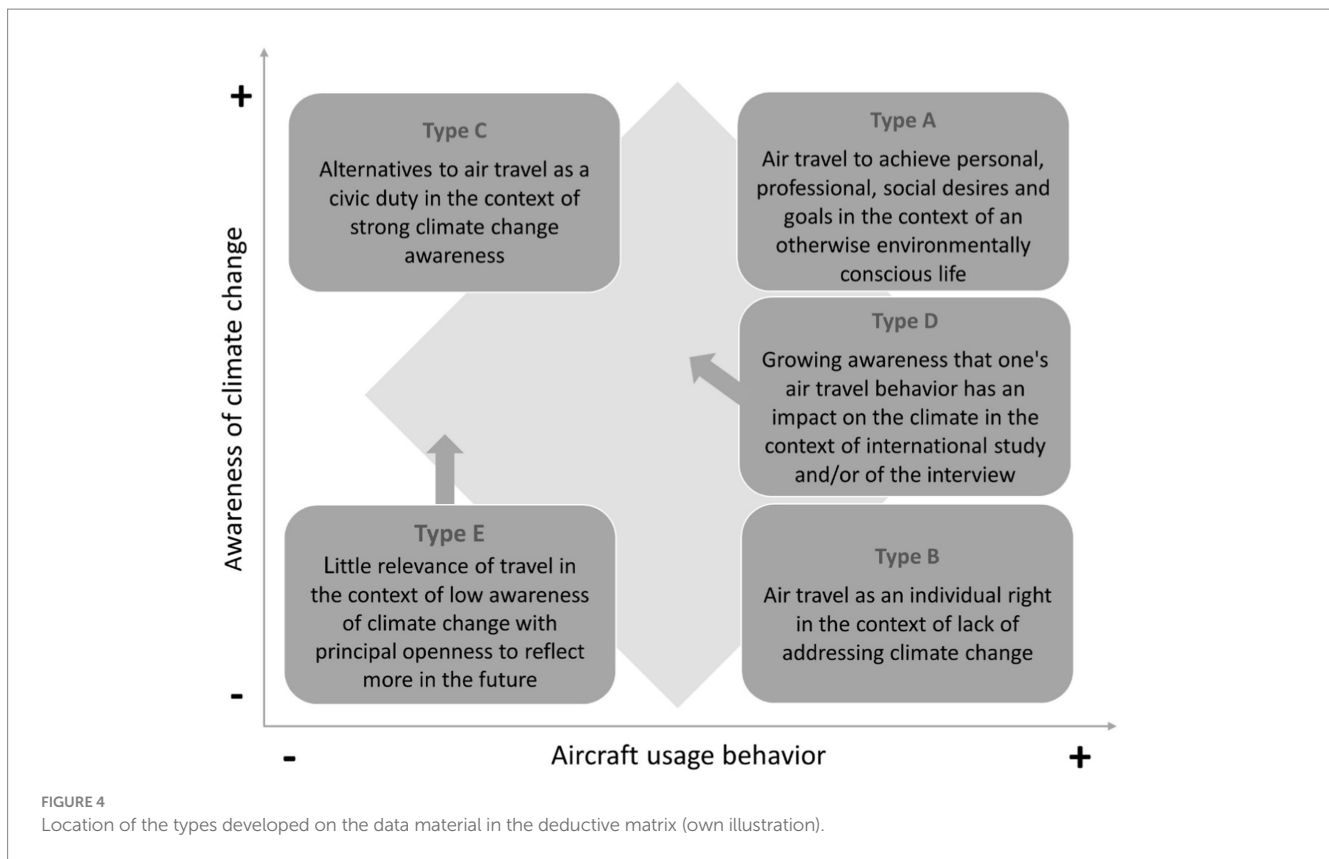 +
Type C
Alternatives to air travel as a
civic duty in the context of
strong climate change
awareness
Type A
Air travel to achieve personal,
professional, social desires and
goals in the context of an
otherwise environmentally
conscious life
Type D
Growing awareness that one's
air travel behavior has an
impact on the climate in the
context of international study
and/or of the interview
Awareness of climate change
Type E
Little relevance of travel in
the context of low awareness
of climate change with
principal openness to reflect
more in the future
Type B
Air travel as an individual right
in the context of lack of
addressing climate change
-
-
Aircraft usage behavior
+
FIGURE 4
Location of the types developed on the data material in the deductive matrix (own illustration).